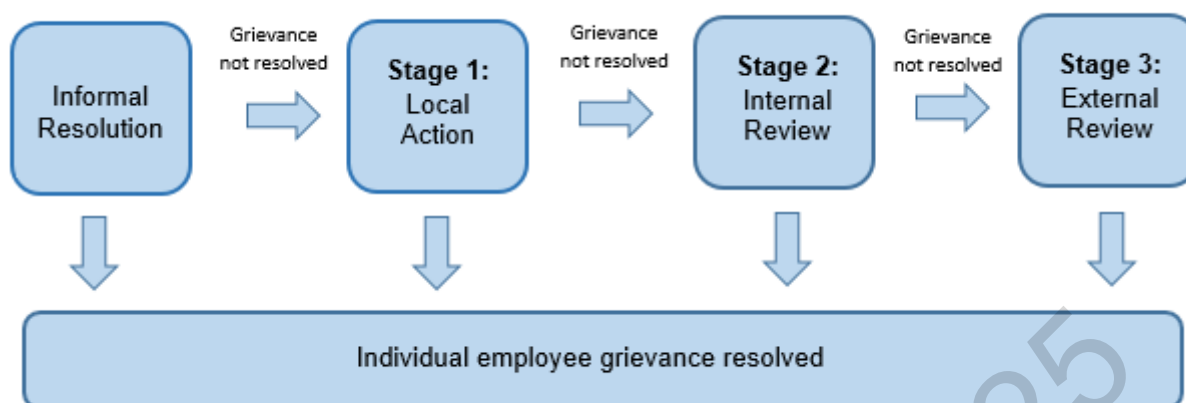 Informal
Resolution
Grievance
not resolved
Stage 1:
Local
Action
Grievance
not resolved
Stage 2:
Internal
Review
Grievance
not resolved
Stage 3:
External
Review
Individual employee grievance resolved
25